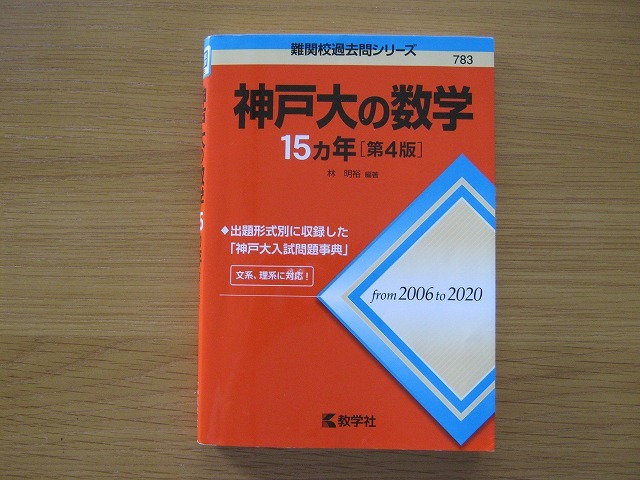 難関校過去問シリーズ
783
神戸大の数学
15ヵ年[第4版]
林 明裕 編著
◆出題形式別に収録した
「神戸大入試問題事典」
文系、理系に対応!
from 2006 to 2020
教学社